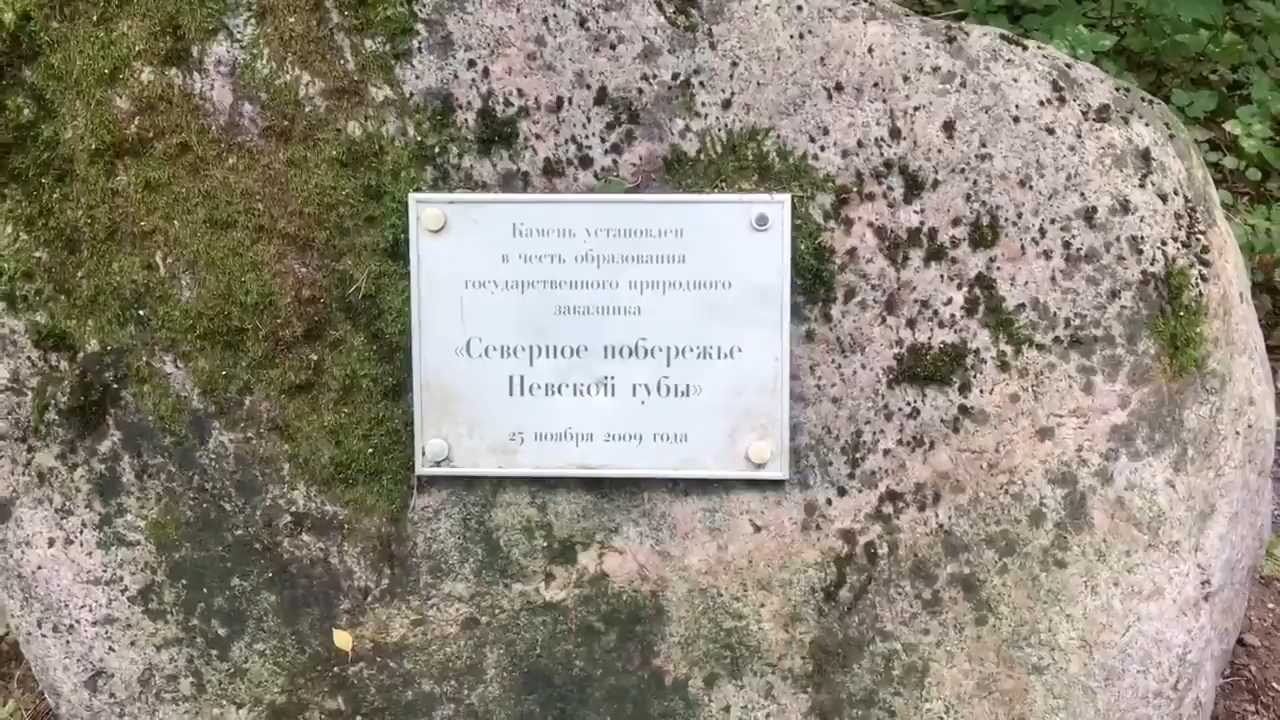 Камень установлен
в честь образования
государственного природного
заказника
«Северное побережье
Невской губы»
25 ноября 2009 года